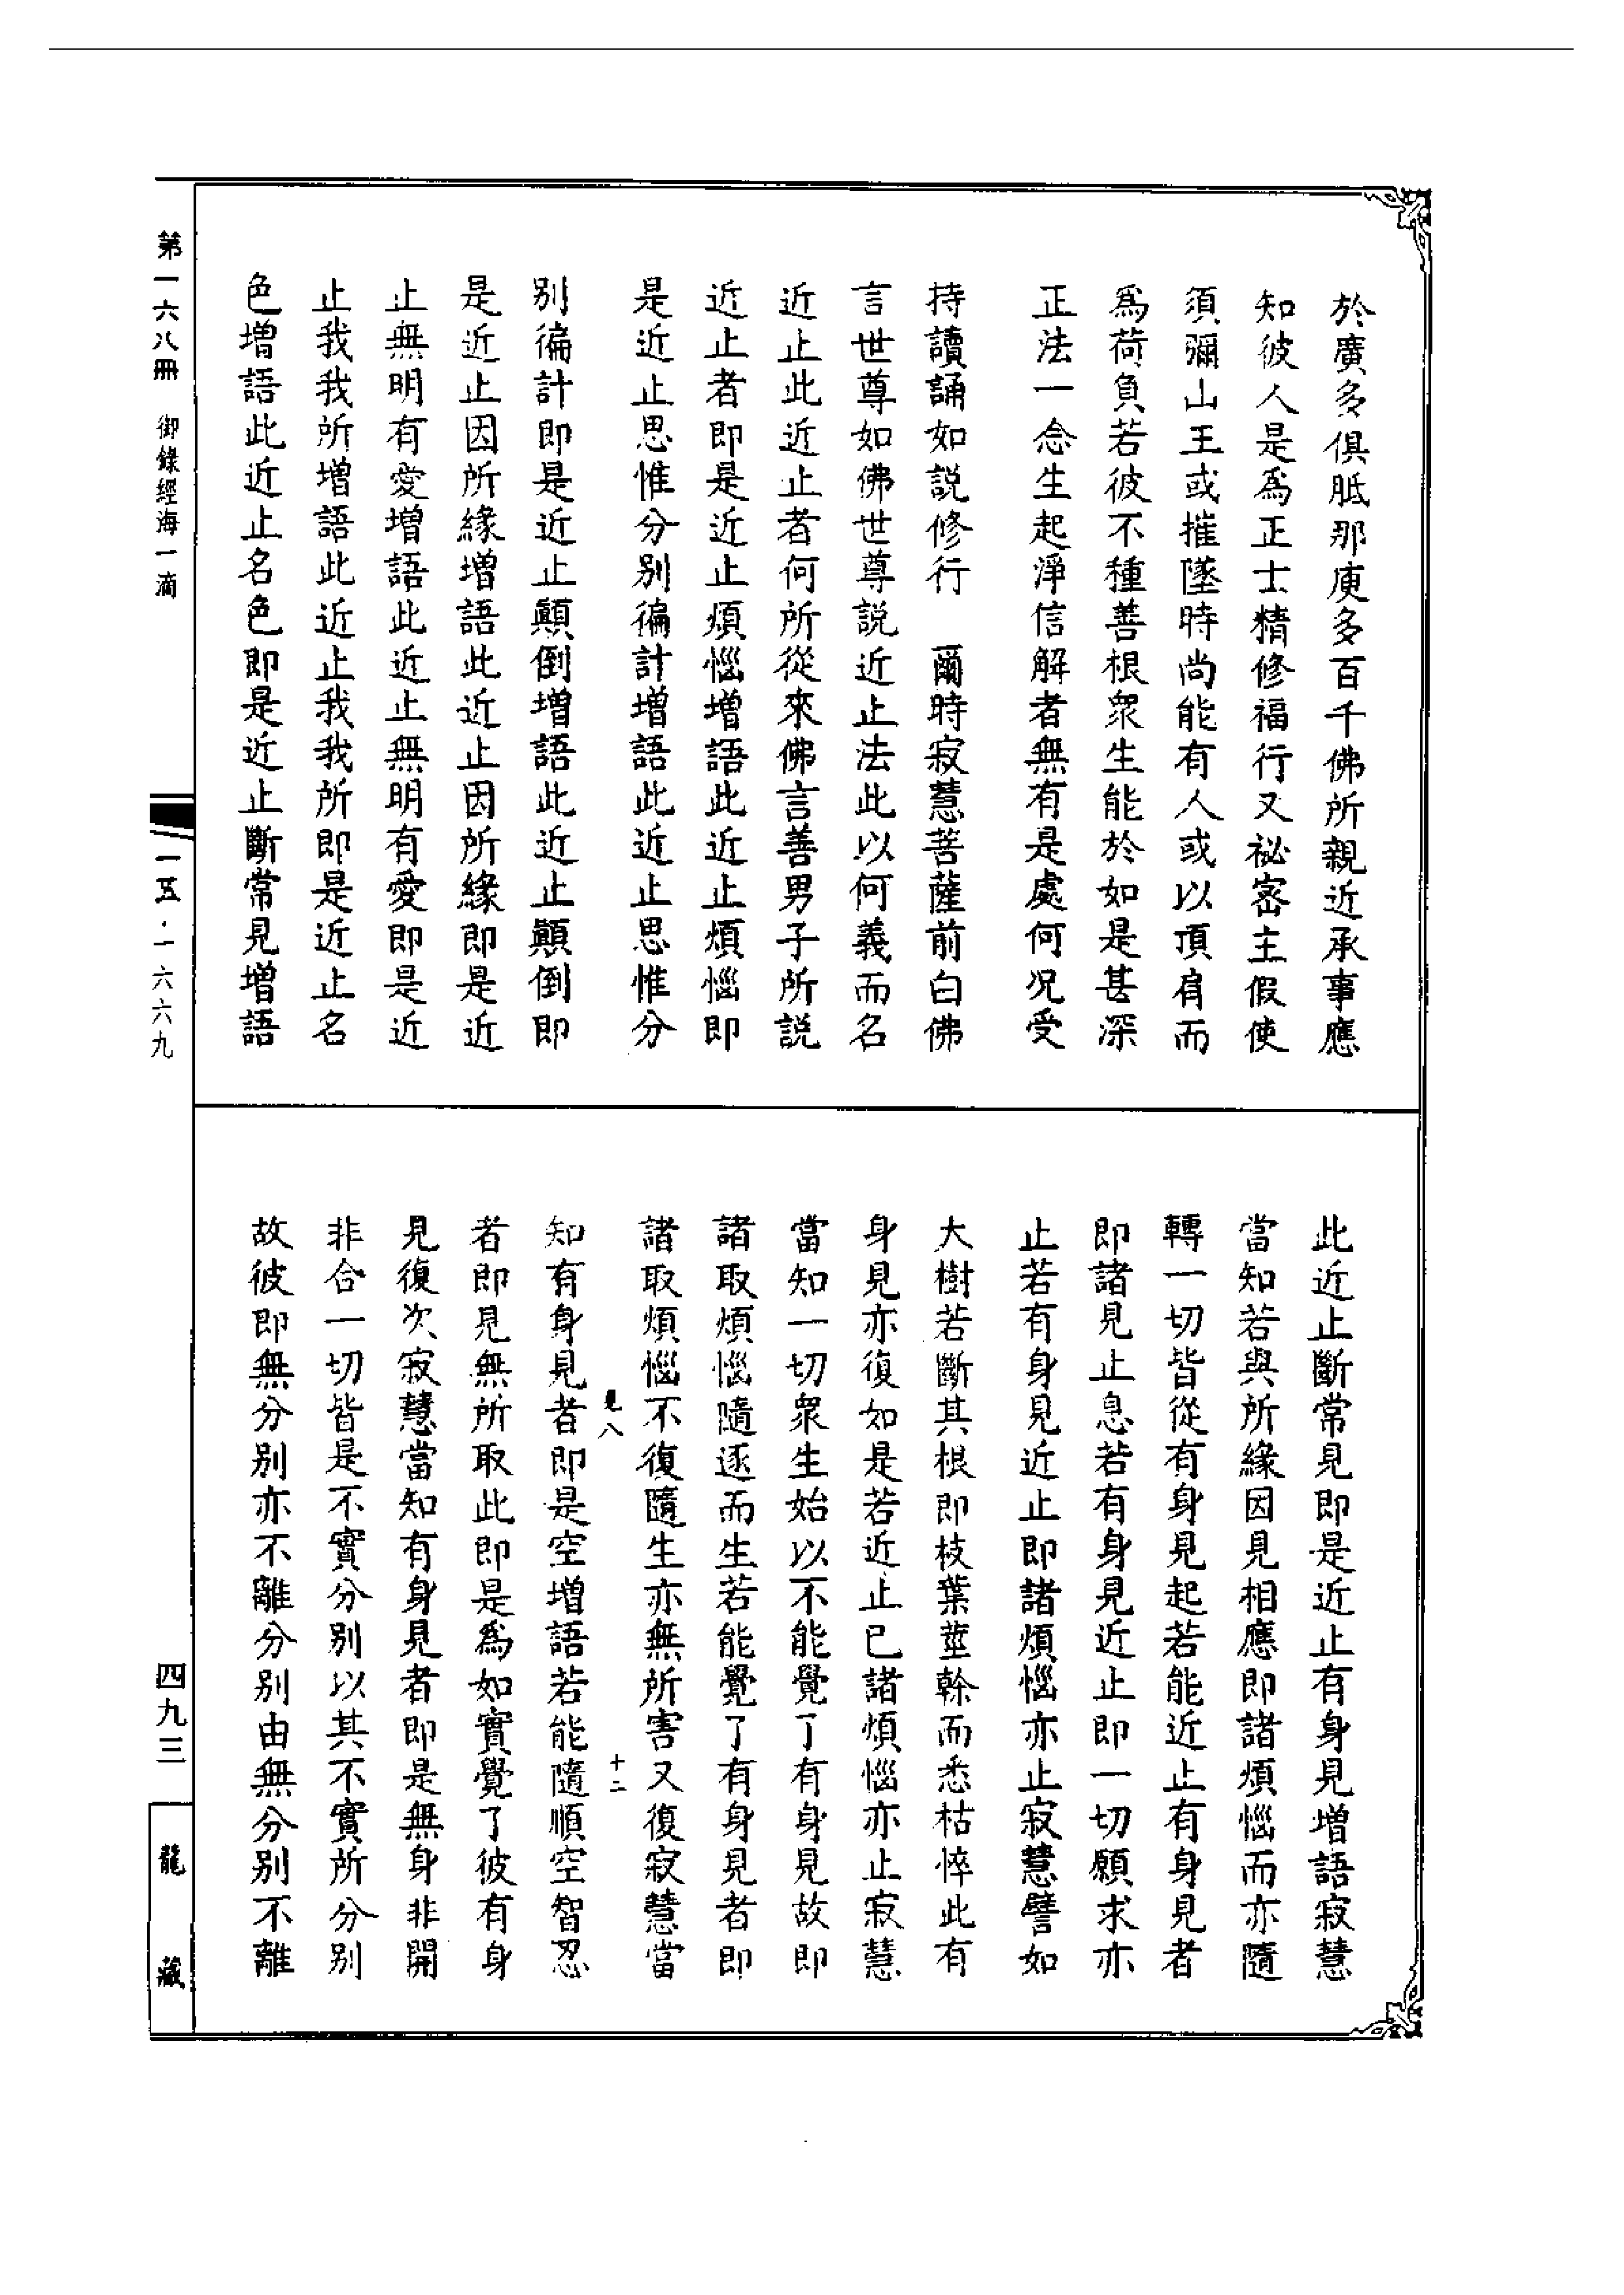 於廣多俱胝那庾多百千佛所親近承事應
知彼人是爲正士精修福行又祕密主假使
須彌山王或摧墜時尚能有人或以頂肩而
爲荷負若彼不種善根衆生能於如是甚深
正法一念生起淨信解者無有是處何況受
持讀誦如說修行　爾時寂慧菩薩前白佛
言世尊如佛世尊說近止法此以何義而名
近止此近止者何所從來佛言善男子所說
近止者即是近止煩惱增語此近止煩惱即
是近止思惟分别徧計增語此近止思惟分
别徧計即是近止顚倒增語此近止顚倒即
是近止因所緣增語此近止因所緣即是近
止無明有愛增語此近止無明有愛即是近
止我我所增語此近止我我所即是近止名
色增語此近止名色即是近止斷常見增語
此近止斷常見即是近止有身見增語寂慧
當知若與所緣因見相應即諸煩惱而亦隨
轉一切皆從有身見起若能近止有身見者
即諸見止息若有身見近止即一切願求亦
止若有身見近止即諸煩惱亦止寂慧譬如
大樹若斷其根即枝葉莖榦而悉枯悴此有
身見亦復如是若近止已諸煩惱亦止寂慧
當知一切衆生始以不能覺了有身見故即
諸取煩惱隨逐而生若能覺了有身見者即
諸取煩惱不復隨生亦無所害又復寂慧當
見八　十二
知有身見者即是空增語若能隨順空智忍
者即見無所取此即是爲如實覺了彼有身
見復次寂慧當知有身見者即是無身非開
非合一切皆是不實分别以其不實所分别
故彼即無分别亦不離分别由無分别不離
第一六八冊　御錄經海一滴
一五·一六六九
四九三
龍藏